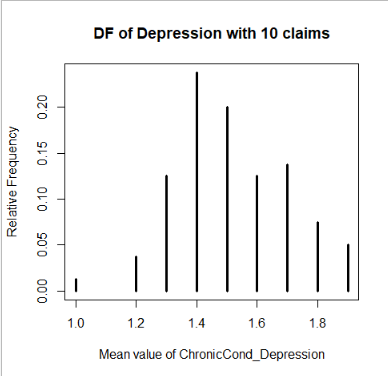 DF of Depression with 10 claims
Relative Frequency
0.20
0.15
0.10
0.05
0.00
1.0 1.2 1.4 1.6 1.8
Mean value of ChronicCond_Depression